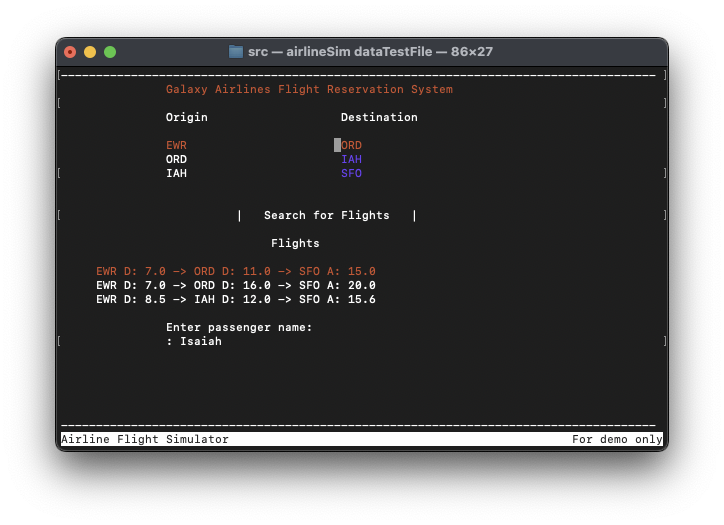 src — airlineSim dataTestFile — 86×27
Galaxy Airlines Flight Reservation System
Origin Destination
EWR ORD
ORD IAH
IAH SFO
| Search for Flights |
Flights
EWR D: 7.0 -> ORD D: 11.0 -> SFO A: 15.0
EWR D: 7.0 -> ORD D: 16.0 -> SFO A: 20.0
EWR D: 8.5 -> IAH D: 12.0 -> SFO A: 15.6
Enter passenger name:
: Isaiah
Airline Flight Simulator For demo only